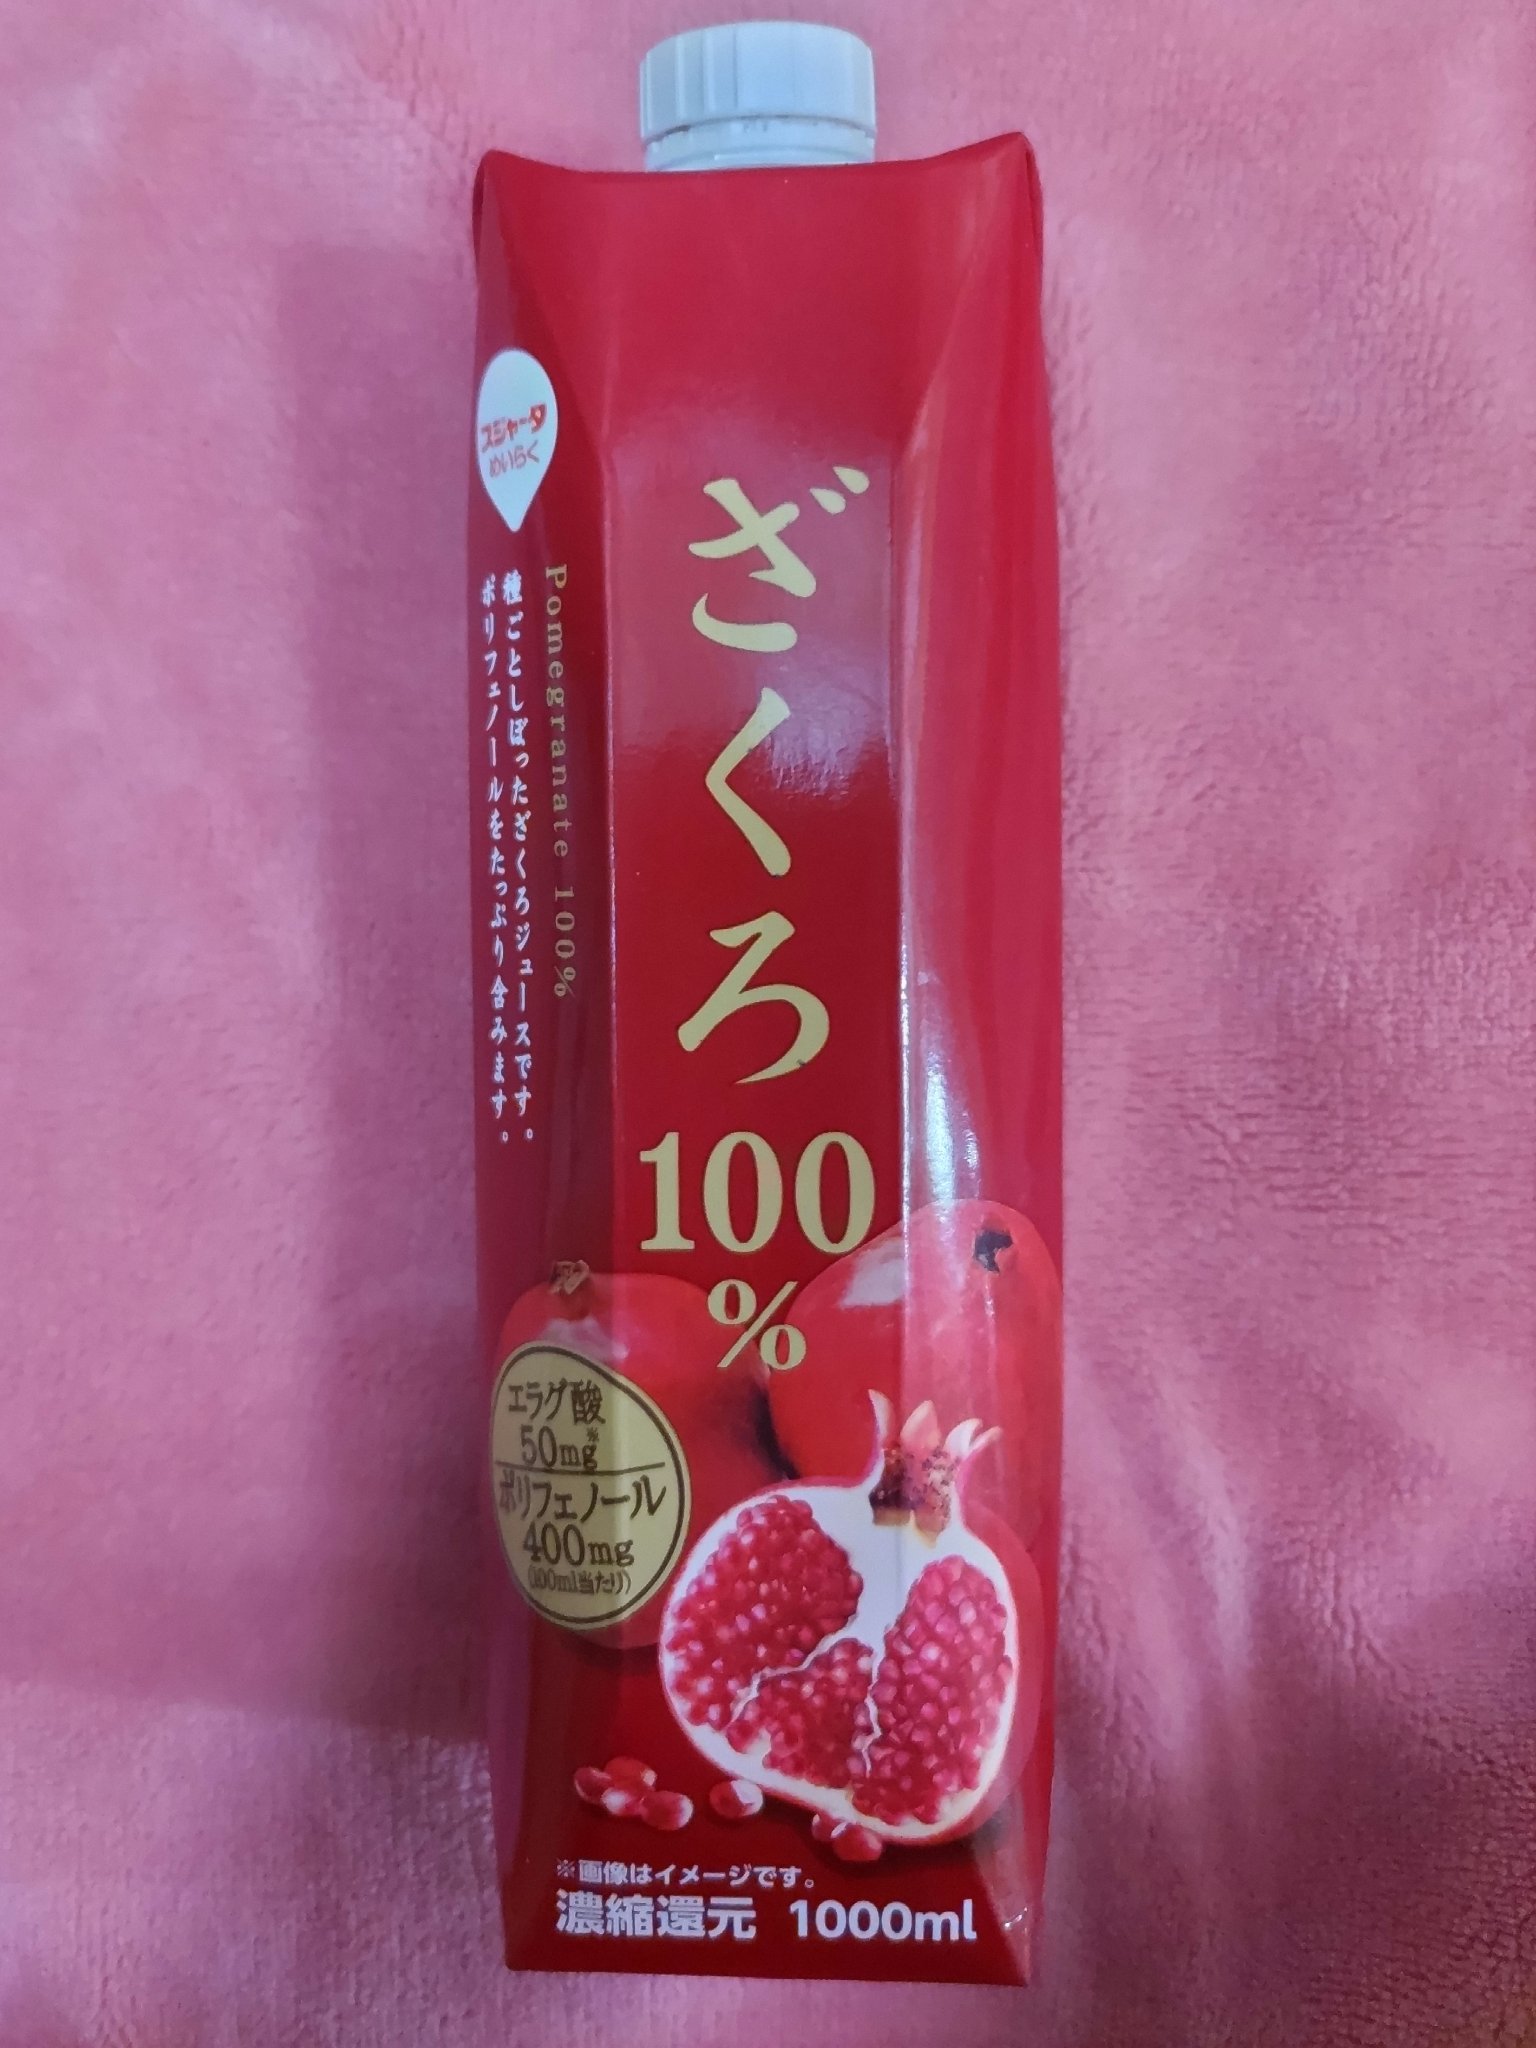 スジャータ
めいらく
ざくろ
100
%
Pomegranate 100%
種ごとしぼったざくろジュースです。
ポリフェノールをたっぷり含みます。
エラグ酸
50mg※
ポリフェノール
400mg
(100ml当たり)
※画像はイメージです。
濃縮還元 1000ml